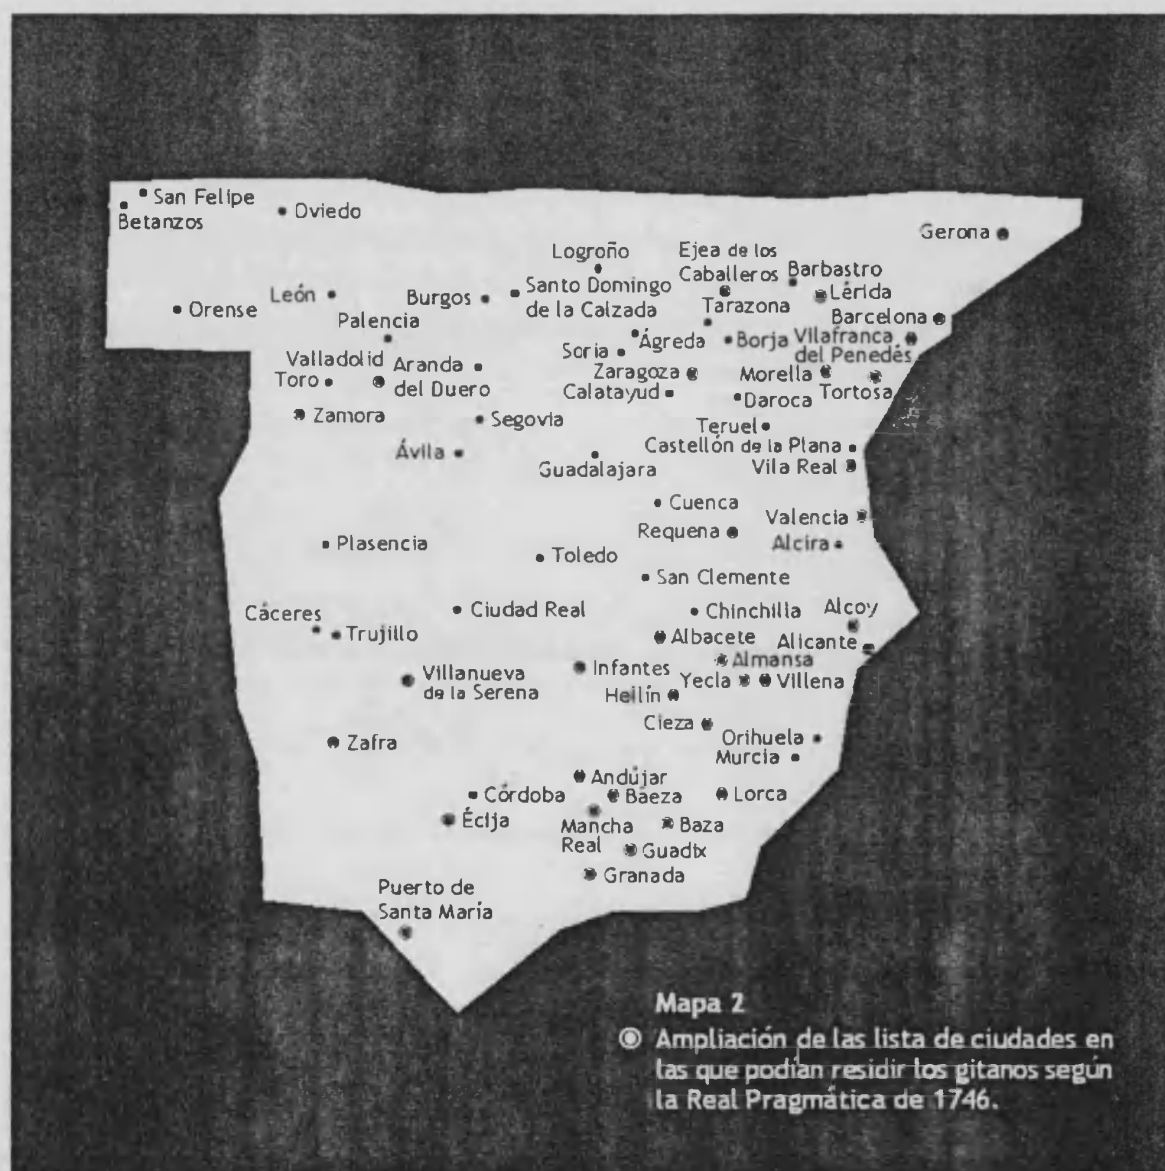 San Felipe
Betanzos
Oviedo
Gerona
Logroño
Ejea de los
Caballeros
Barbastro
León
Burgos
Santo Domingo
de la Calzada
Lérida
Orense
Tarazona
Barcelona
Palencia
Ágreda
Borja
Vilafranca
del Penedés
Soria
Valladolid
Aranda
del Duero
Zaragoza
Morella
Toro
Calatayud
Daroca
Tortosa
Zamora
Segovia
Teruel
Ávila
Castellón de la Plana
Guadalajara
Vila Real
Cuenca
Valencia
Requena
Plasencia
Toledo
Alcira
San Clemente
Cáceres
Ciudad Real
Chinchilla
Alcoy
Trujillo
Albacete
Alicante
Infantes
Almansa
Villanueva
de la Serena
Yecla
Villena
Hellín
Cieza
Zafra
Orihuela
Murcia
Andújar
Córdoba
Baeza
Lorca
Écija
Mancha
Real
Baza
Guadix
Granada
Puerto de
Santa María
Mapa 2
Ampliación de las lista de ciudades en
las que podían residir los gitanos según
la Real Pragmática de 1746.